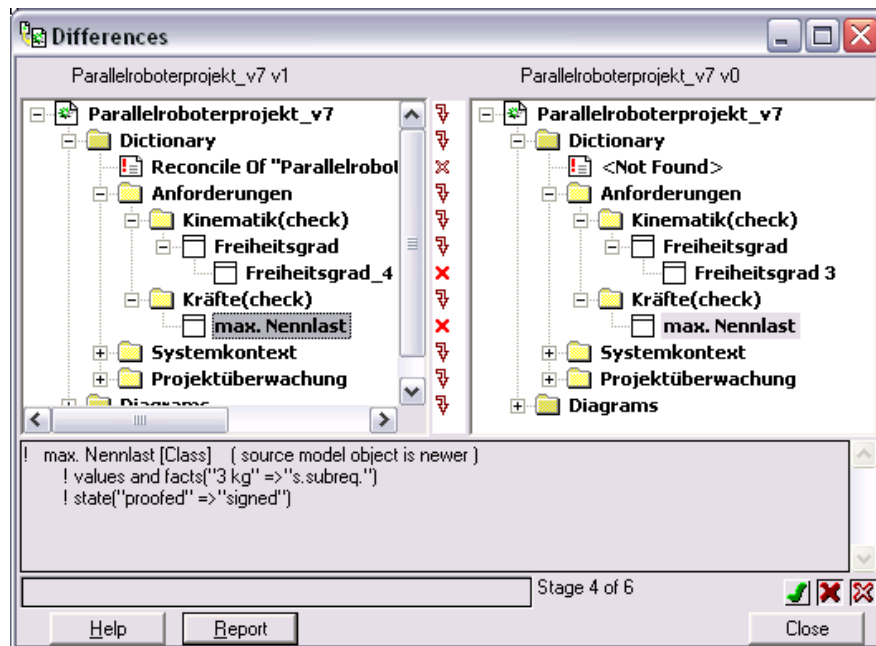 Differences
Parallelroboterprojekt_v7 v1
Parallelroboterprojekt_v7
Dictionary
Reconcile Of "Parallelrobot
Anforderungen
Kinematik(check)
Freiheitsgrad
Freiheitsgrad_4
Kräfte(check)
max. Nennlast
Systemkontext
Projektüberwachung
Diagrams
Parallelroboterprojekt_v7 v0
Parallelroboterprojekt_v7
Dictionary
<Not Found>
Anforderungen
Kinematik(check)
Freiheitsgrad
Freiheitsgrad 3
Kräfte(check)
max. Nennlast
Systemkontext
Projektüberwachung
Diagrams
! max. Nennlast [Class] ( source model object is newer )
! values and facts("3 kg" =>"s.subreq.")
! state("proofed" =>"signed")
Stage 4 of 6
Help Report Close